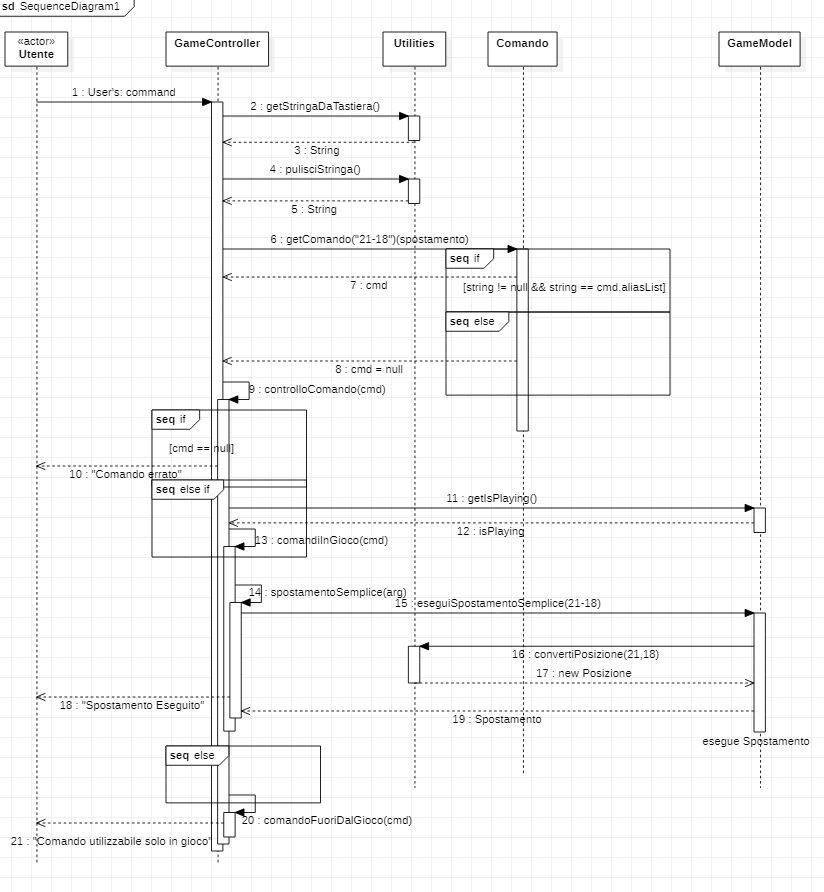 sd SequenceDiagram1
«actor»
Utente
GameController
Utilities
Comando
GameModel
1 : User's: command
2 : getStringaDaTastiera()
3 : String
4 : pulisciStringa()
5 : String
6 : getComando("21-18")(spostamento)
seq if
7 : cmd
[string != null && string == cmd.aliasList]
seq else
8 : cmd = null
9 : controlloComando(cmd)
seq if
[cmd == null]
10 : "Comando errato"
seq else if
11 : getIsPlaying()
12 : isPlaying
13 : comandiInGioco(cmd)
14 : spostamentoSemplice(arg)
15 : eseguiSpostamentoSemplice(21-18)
16 : convertiPosizione(21,18)
17 : new Posizione
18 : "Spostamento Eseguito"
19 : Spostamento
esegue Spostamento
seq else
20 : comandoFuoriDalGioco(cmd)
21 : "Comando utilizzabile solo in gioco"